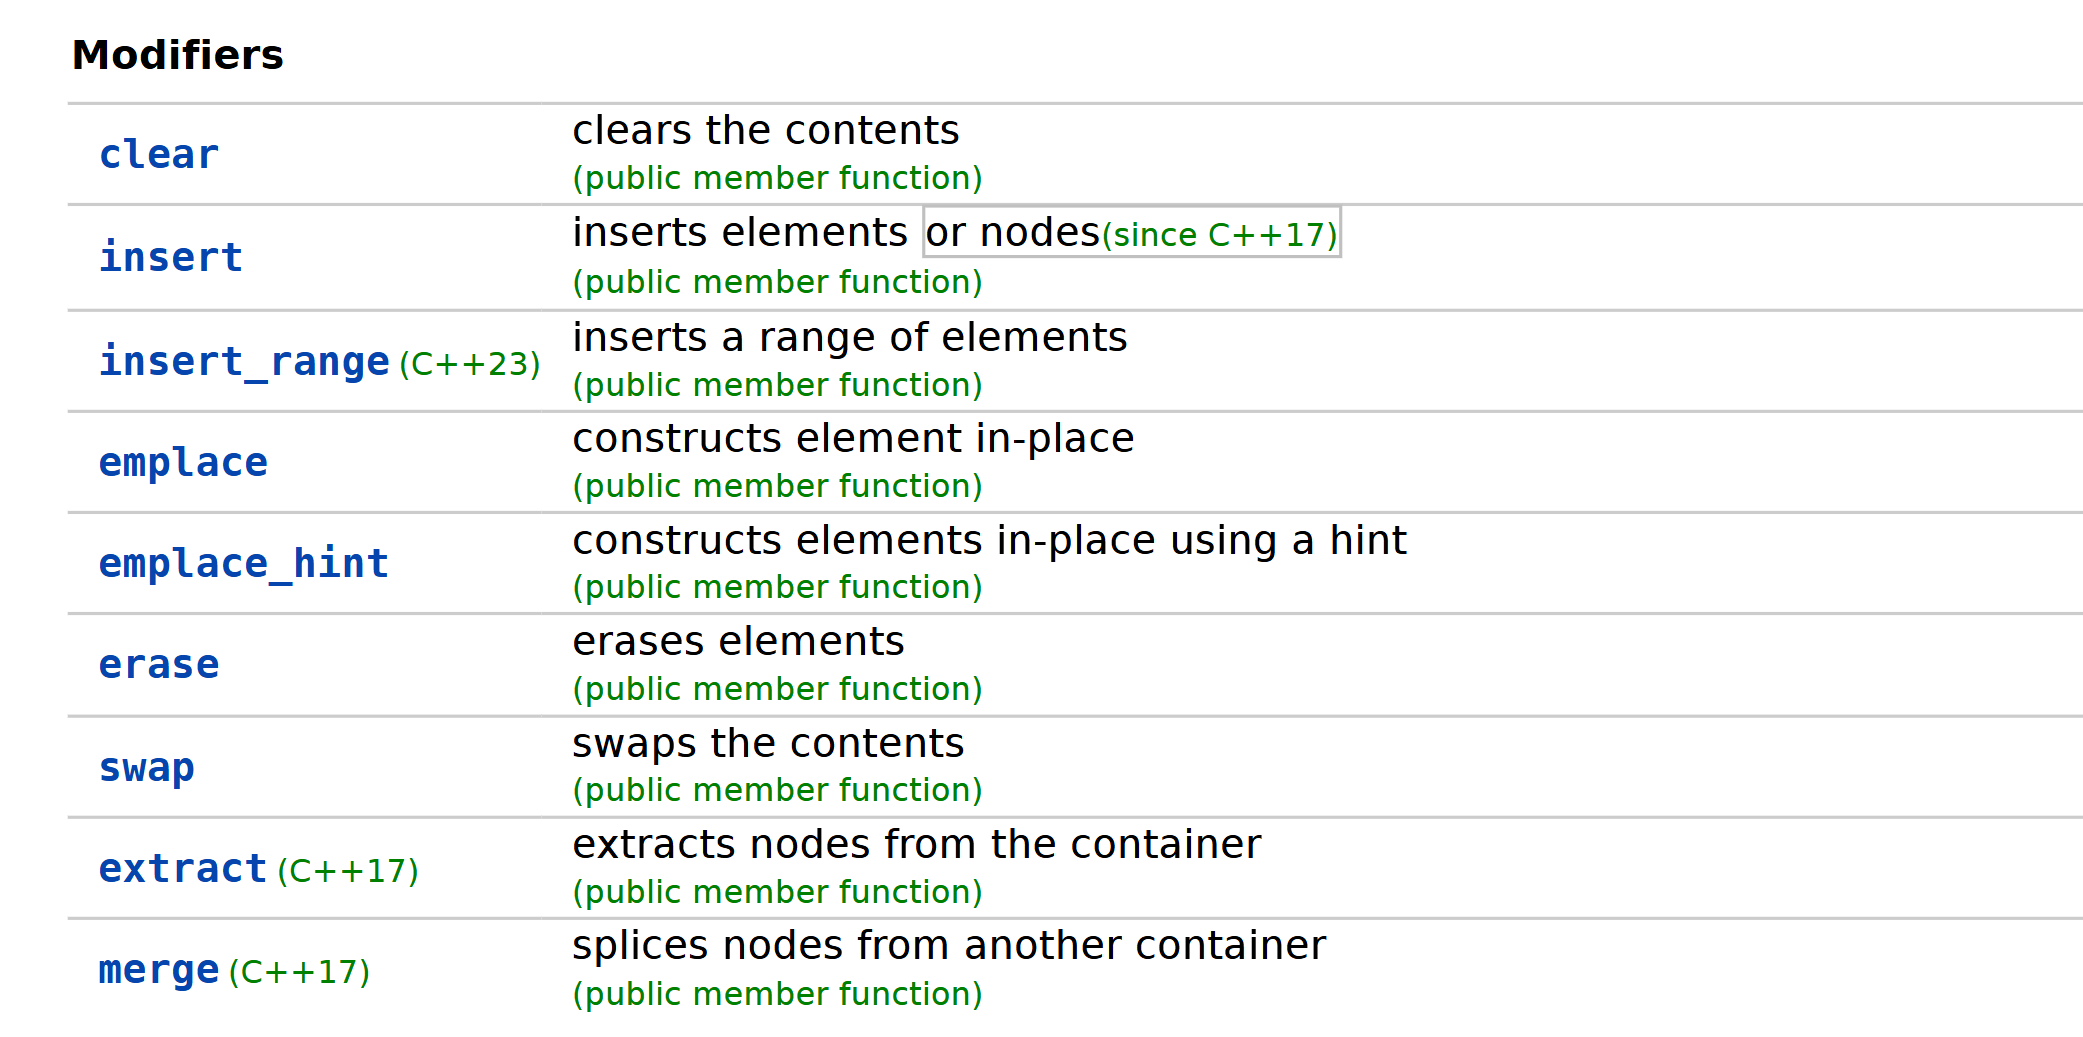 Modifiers
clear
clears the contents
(public member function)
insert
inserts elements or nodes(since C++17)
(public member function)
insert_range (C++23)
inserts a range of elements
(public member function)
emplace
constructs element in-place
(public member function)
emplace_hint
constructs elements in-place using a hint
(public member function)
erase
erases elements
(public member function)
swap
swaps the contents
(public member function)
extract (C++17)
extracts nodes from the container
(public member function)
merge (C++17)
splices nodes from another container
(public member function)